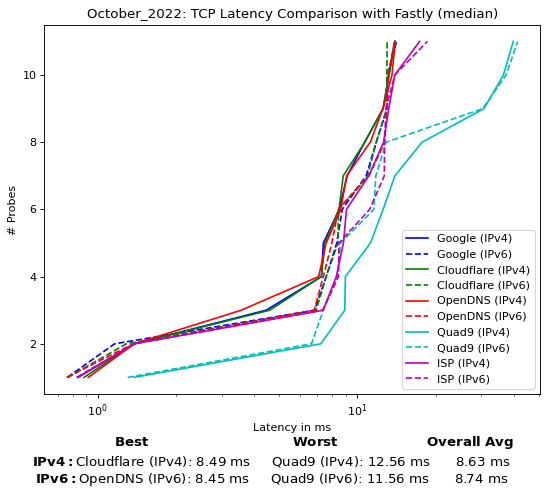 October_2022: TCP Latency Comparison with Fastly (median)
10
8
6
4
2
# Probes
Google (IPv4)
Google (IPv6)
Cloudflare (IPv4)
Cloudflare (IPv6)
OpenDNS (IPv4)
OpenDNS (IPv6)
Quad9 (IPv4)
Quad9 (IPv6)
ISP (IPv4)
ISP (IPv6)
10⁰ 10¹
Latency in ms
Best Worst Overall Avg
IPv4: Cloudflare (IPv4): 8.49 ms Quad9 (IPv4): 12.56 ms 8.63 ms
IPv6: OpenDNS (IPv6): 8.45 ms Quad9 (IPv6): 11.56 ms 8.74 ms